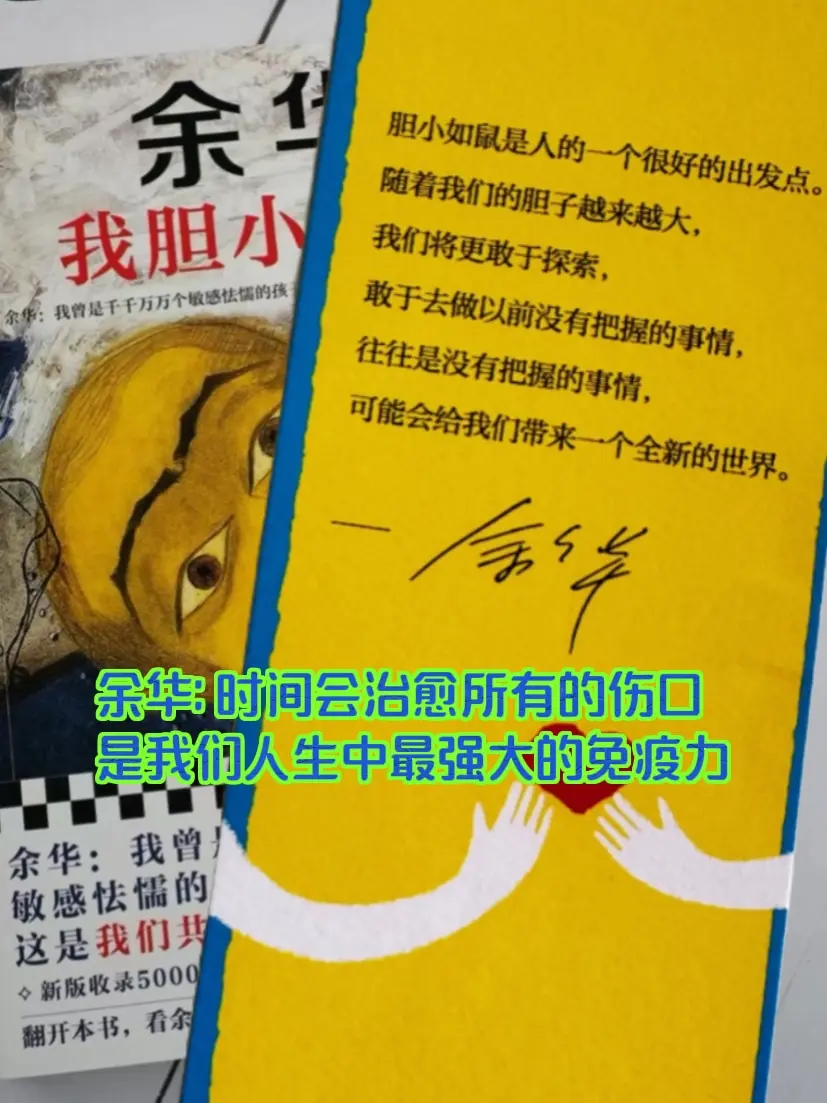 余华
我胆小
余华：我曾是千千万万个敏感怯懦的孩
胆小如鼠是人的一个很好的出发点。
随着我们的胆子越来越大，
我们将更敢于探索，
敢于去做以前没有把握的事情，
往往是没有把握的事情，
可能会给我们带来一个全新的世界。
— 余华
余华: 时间会治愈所有的伤口
是我们人生中最强大的免疫力
余华：我曾
敏感怯懦的
这是我们共
新版收录5000
翻开本书，看余